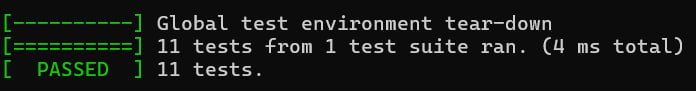 [----------] Global test environment tear-down
[==========] 11 tests from 1 test suite ran. (4 ms total)
[  PASSED  ] 11 tests.